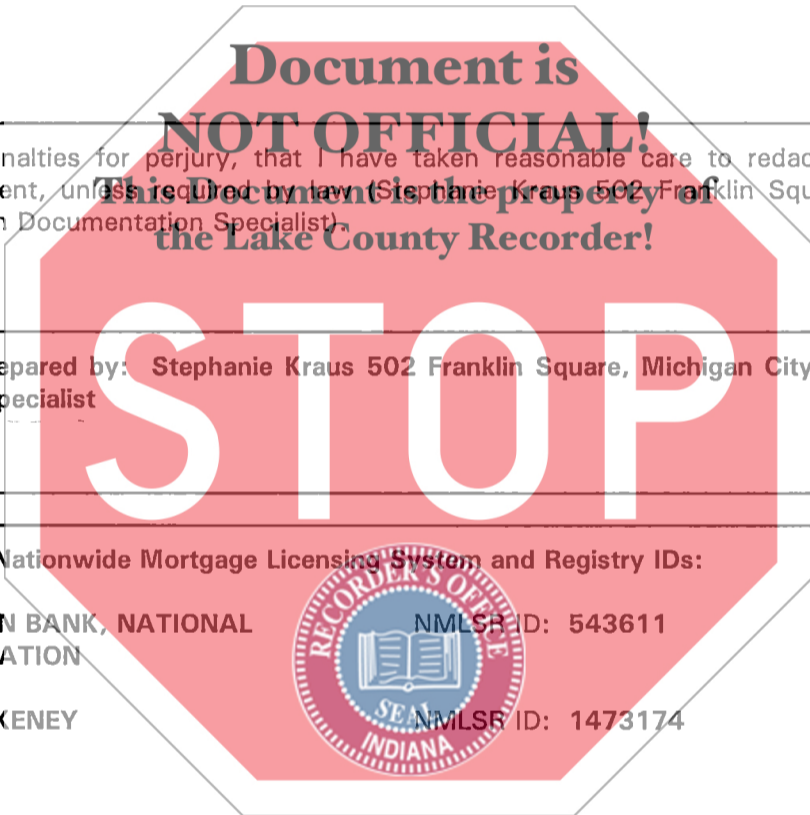 Document is
NOT OFFICIAL!
nalties for perjury, that I have taken reasonable care to redac
ent, unless required by law (Stephanie Kraus 502 Franklin Squ
This Document is the property of
n Documentation Specialist).
the Lake County Recorder!
STOP
epared by: Stephanie Kraus 502 Franklin Square, Michigan City
pecialist
Nationwide Mortgage Licensing System and Registry IDs:
N BANK, NATIONAL NMLSR ID: 543611
ATION
KENEY NMLSR ID: 1473174
RECORDER'S OFFICE
SEAL
INDIANA